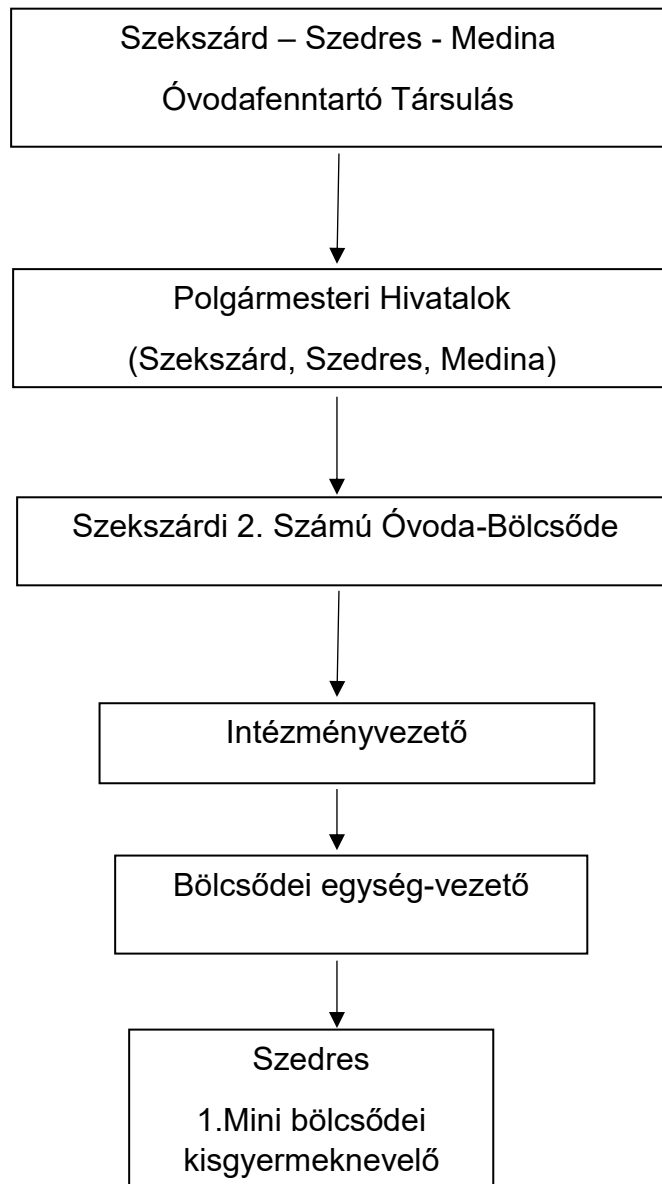 Szekszárd – Szedres - Medina
Óvodafenntartó Társulás
Polgármesteri Hivatalok
(Szekszárd, Szedres, Medina)
Szekszárdi 2. Számú Óvoda-Bölcsőde
Intézményvezető
Bölcsődei egység-vezető
Szedres
1.Mini bölcsődei
kisgyermeknevelő